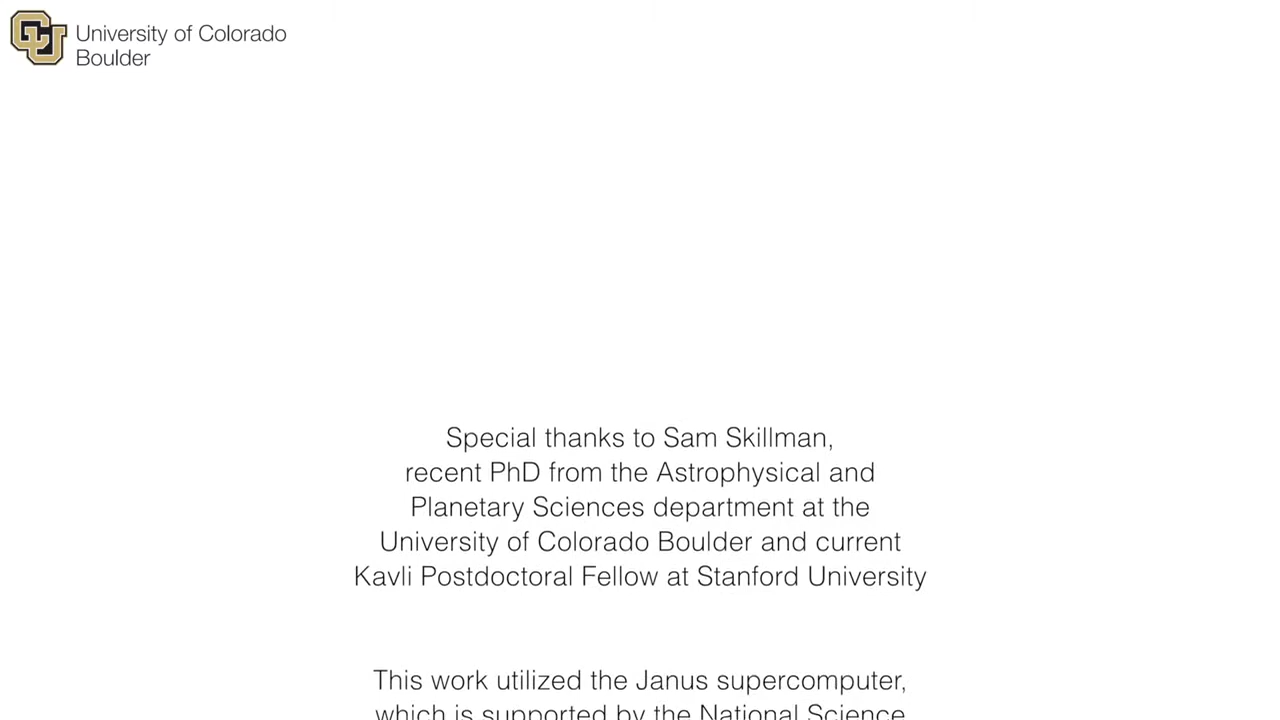 University of Colorado
Boulder
Special thanks to Sam Skillman,
recent PhD from the Astrophysical and
Planetary Sciences department at the
University of Colorado Boulder and current
Kavli Postdoctoral Fellow at Stanford University
This work utilized the Janus supercomputer,
which is supported by the National Science